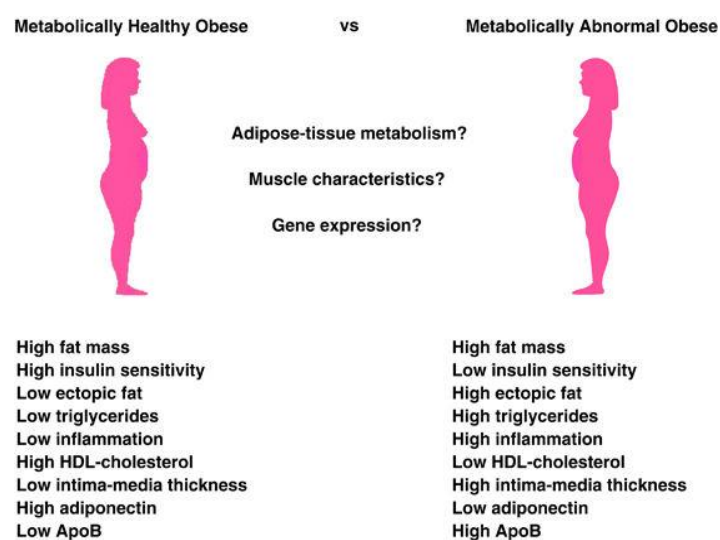 Metabolically Healthy Obese vs Metabolically Abnormal Obese
Adipose-tissue metabolism?
Muscle characteristics?
Gene expression?
High fat mass
High insulin sensitivity
Low ectopic fat
Low triglycerides
Low inflammation
High HDL-cholesterol
Low intima-media thickness
High adiponectin
Low ApoB
High fat mass
Low insulin sensitivity
High ectopic fat
High triglycerides
High inflammation
Low HDL-cholesterol
High intima-media thickness
Low adiponectin
High ApoB